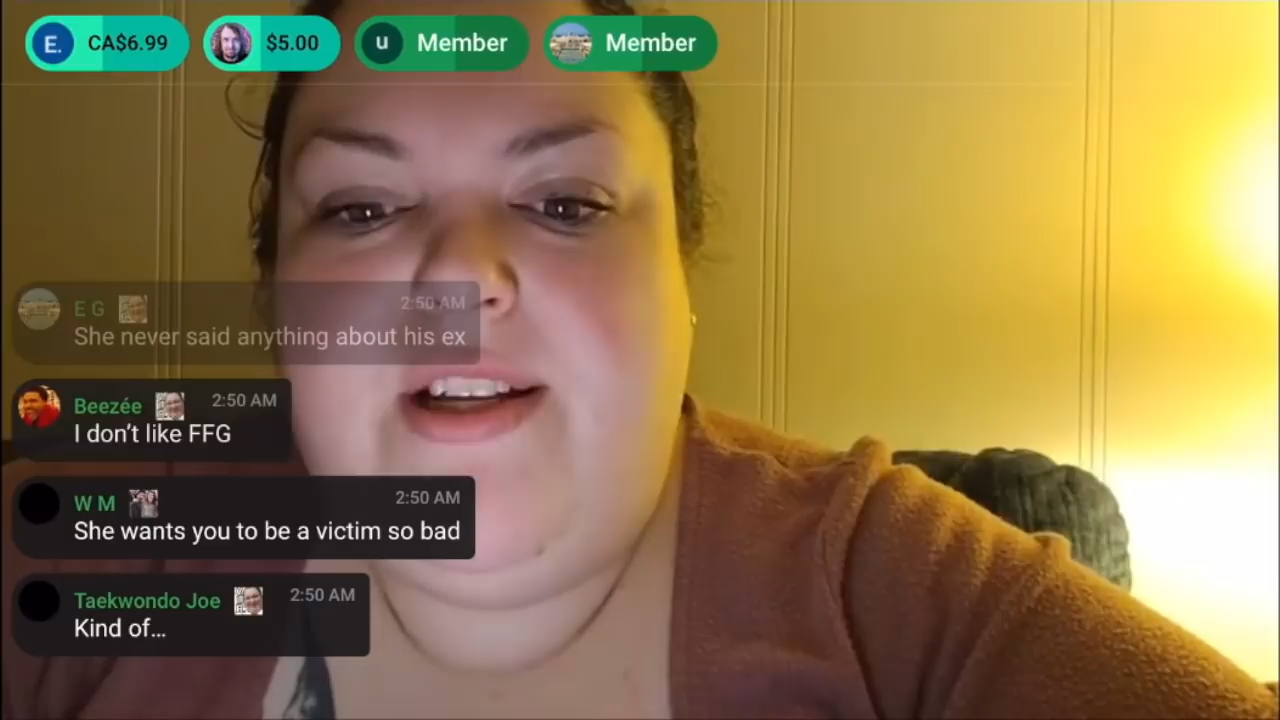 E. CA$6.99 $5.00 u Member Member
E G 2:50 AM
She never said anything about his ex
Beezée 2:50 AM
I don't like FFG
W M 2:50 AM
She wants you to be a victim so bad
Taekwondo Joe 2:50 AM
Kind of...